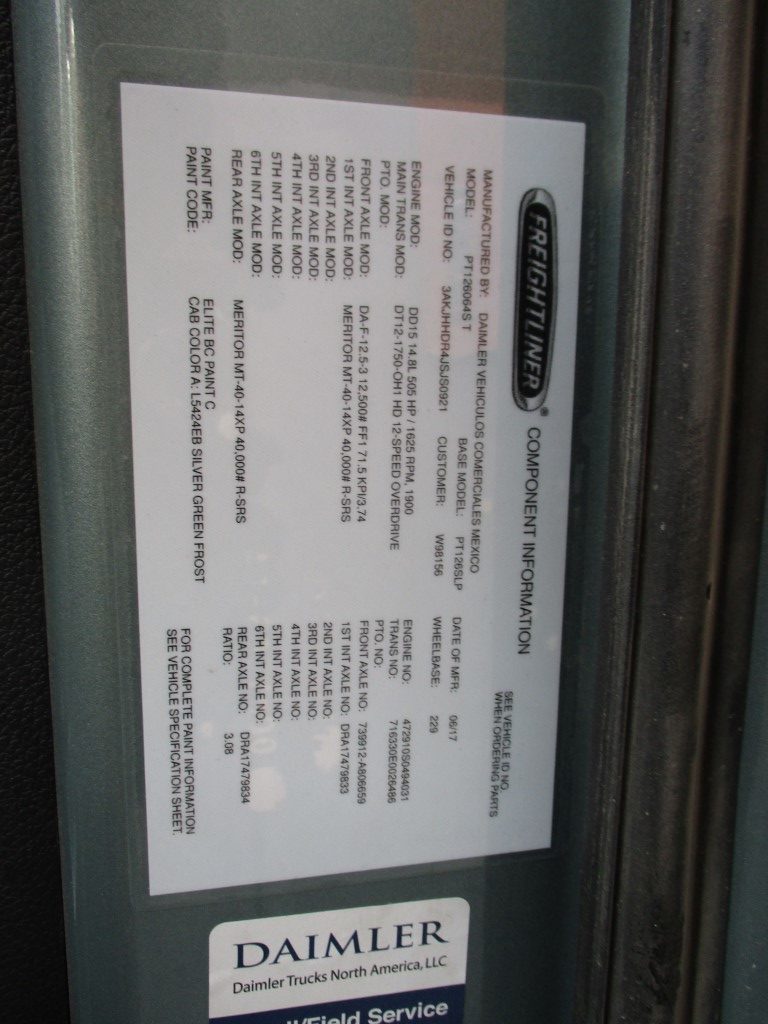 FREIGHTLINER® COMPONENT INFORMATION
SEE VEHICLE ID NO.
WHEN ORDERING PARTS
MANUFACTURED BY: DAIMLER VEHICULOS COMERCIALES MEXICO
MODEL: PT126064S T BASE MODEL: PT126SLP DATE OF MFR: 06/17
VEHICLE ID NO: 3AKJHHDR4JSJS0921 CUSTOMER: W98156 WHEELBASE: 229
ENGINE MOD: DD15 14.8L 505 HP / 1625 RPM, 1900 ENGINE NO: 472910S0494031
MAIN TRANS MOD: DT12-1750-OH1 HD 12-SPEED OVERDRIVE TRANS NO: 716330E0026486
PTO. MOD: PTO. NO:
FRONT AXLE MOD: DA-F-12.5-3 12,500# FF1 71.5 KPI/3.74 FRONT AXLE NO: 739912-A806659
1ST INT AXLE MOD: MERITOR MT-40-14XP 40,000# R-SRS 1ST INT AXLE NO: DRA17479833
2ND INT AXLE MOD: 2ND INT AXLE NO:
3RD INT AXLE MOD: 3RD INT AXLE NO:
4TH INT AXLE MOD: 4TH INT AXLE NO:
5TH INT AXLE MOD: 5TH INT AXLE NO:
6TH INT AXLE MOD: 6TH INT AXLE NO:
REAR AXLE MOD: MERITOR MT-40-14XP 40,000# R-SRS REAR AXLE NO: DRA17479834
RATIO: 3.08
PAINT MFR: ELITE BC PAINT C
PAINT CODE: CAB COLOR A: L5424EB SILVER GREEN FROST
FOR COMPLETE PAINT INFORMATION
SEE VEHICLE SPECIFICATION SHEET.
DAIMLER
Daimler Trucks North America, LLC
Field Service